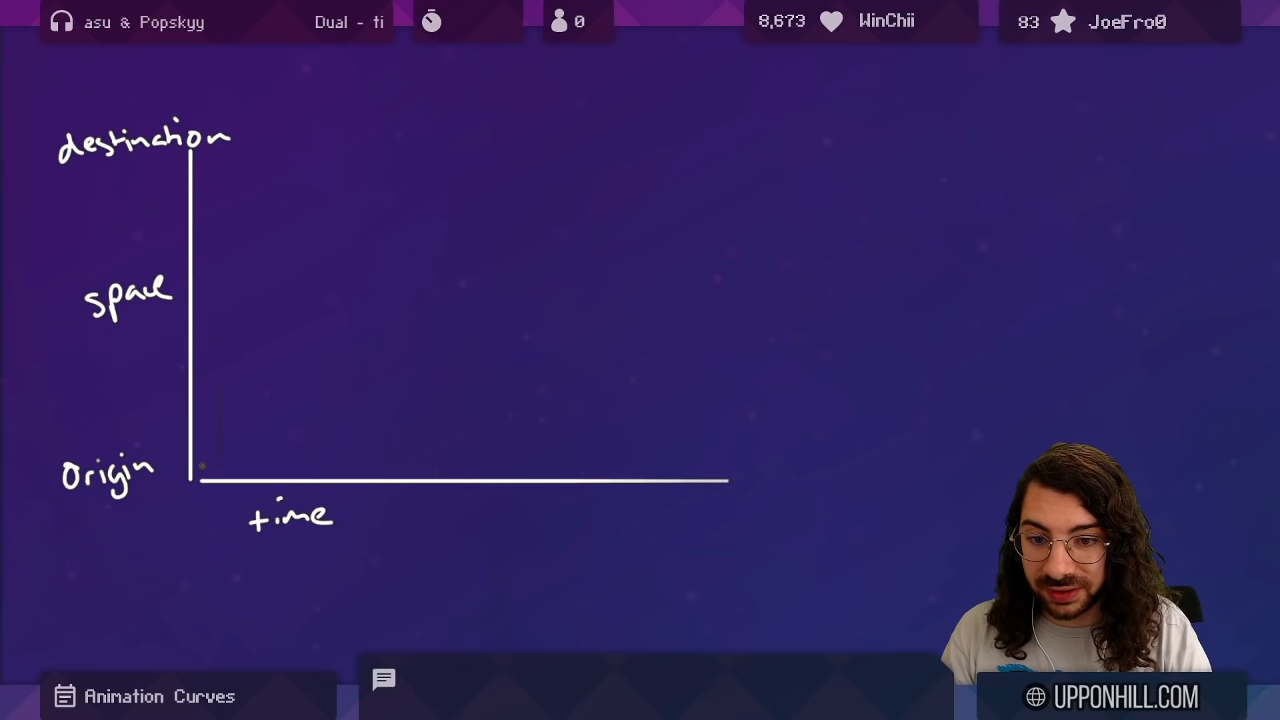 asu & Popskyy Dual - ti
0
8,673 WinChii
83 JoeFro0
destination
space
Origin
time
Animation Curves
UPPONHILL.COM